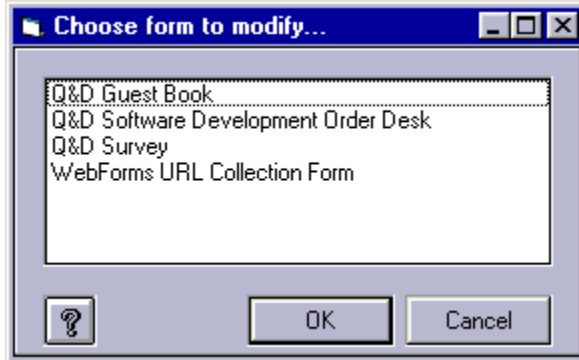 Choose form to modify...
Q&D Guest Book
Q&D Software Development Order Desk
Q&D Survey
WebForms URL Collection Form
?
OK
Cancel